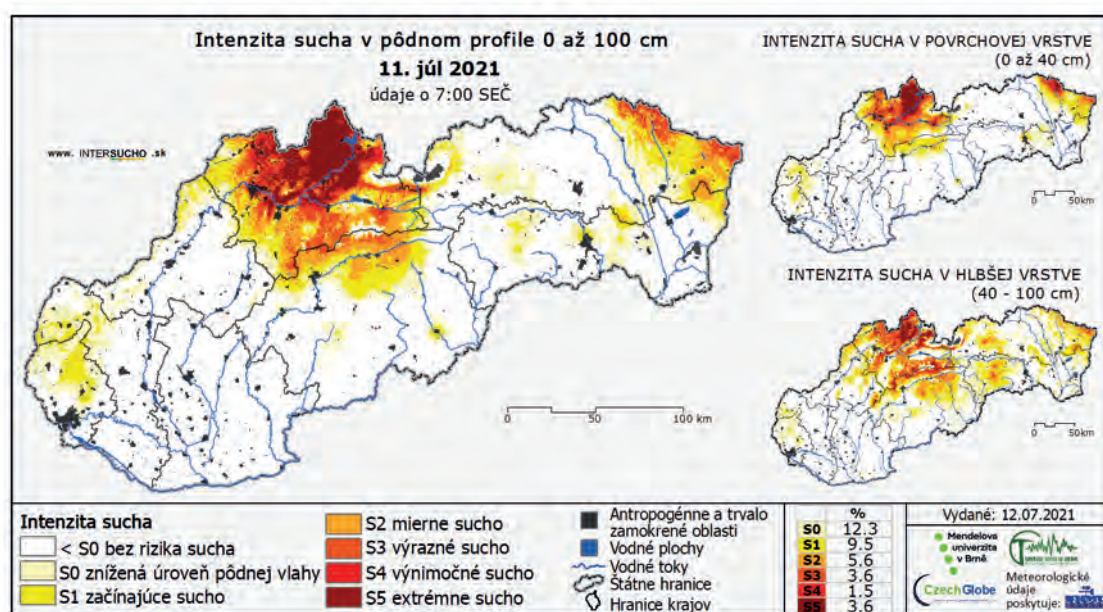 Intenzita sucha v pôdnom profile 0 až 100 cm
11. júl 2021
údaje o 7:00 SEČ
www. INTERSUCHO .sk
0 50 100 km
INTENZITA SUCHA V POVRCHOVEJ VRSTVE
(0 až 40 cm)
0 50km
INTENZITA SUCHA V HLBŠEJ VRSTVE
(40 - 100 cm)
0 50km
Intenzita sucha
< S0 bez rizika sucha
S0 znížená úroveň pôdnej vlahy
S1 začínajúce sucho
S2 mierne sucho
S3 výrazné sucho
S4 výnimočné sucho
S5 extrémne sucho
Antropogénne a trvalo
zamokrené oblasti
Vodné plochy
Vodné toky
Štátne hranice
Hranice krajov
%
S0 12.3
S1 9.5
S2 5.6
S3 3.6
S4 1.5
S5 3.6
Vydané: 12.07.2021
Mendelova
univerzita
v Brně
CzechGlobe
Meteorologické
údaje
poskytuje: